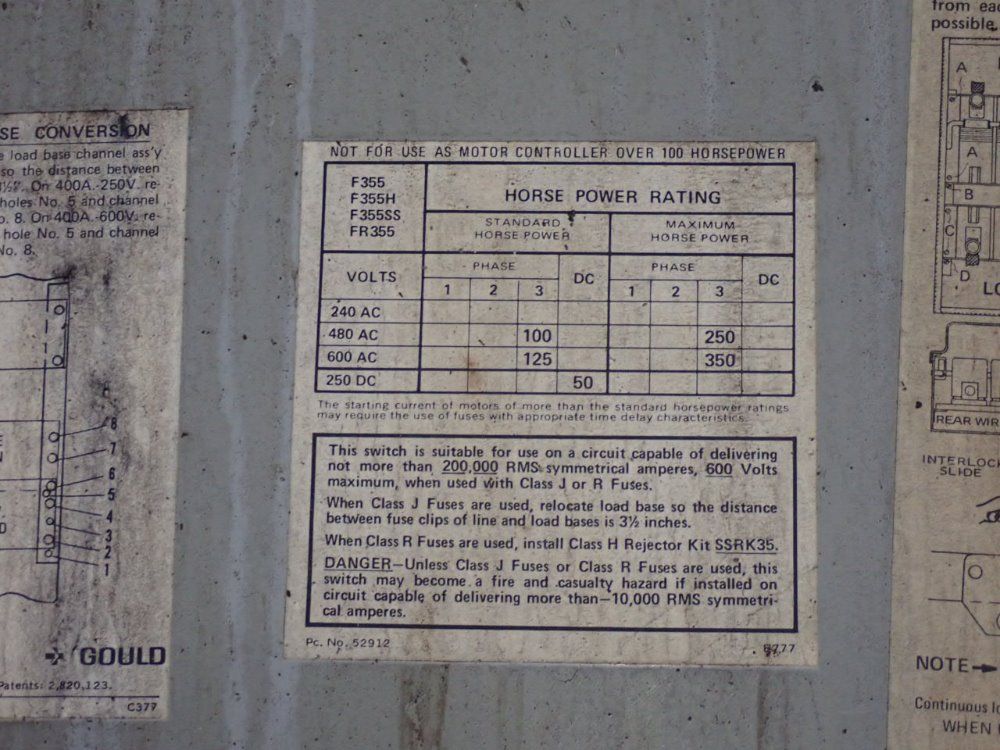 SE CONVERSION
load base channel ass'y
so the distance between
On 400A.-250V. re-
holes No. 5 and channel
o. 8. On 400A.-600V. re-
hole No. 5 and channel
No. 8.
8
7
6
5
4
3
2
1
GOULD
Patents: 2,820,123.
C377
NOT FOR USE AS MOTOR CONTROLLER OVER 100 HORSEPOWER
F355
F355H
F355SS
FR355
HORSE POWER RATING
STANDARD
HORSE POWER
MAXIMUM
HORSE POWER
VOLTS
PHASE
DC
PHASE
DC
1 2 3 1 2 3
240 AC
480 AC 100 250
600 AC 125 350
250 DC 50
The starting current of motors of more than the standard horsepower ratings
may require the use of fuses with appropriate time delay characteristics.
This switch is suitable for use on a circuit capable of delivering
not more than 200,000 RMS symmetrical amperes, 600 Volts
maximum, when used with Class J or R Fuses.
When Class J Fuses are used, relocate load base so the distance
between fuse clips of line and load bases is 3½ inches.
When Class R Fuses are used, install Class H Rejector Kit SSRK35.
DANGER—Unless Class J Fuses or Class R Fuses are used, this
switch may become a fire and casualty hazard if installed on
circuit capable of delivering more than—10,000 RMS symmetri-
cal amperes.
Pc. No. 52912
777
from eac
possible.
A
A
B
C
D
LO
REAR WIR
INTERLOCK
SLIDE
NOTE
Continuous lo
WHEN